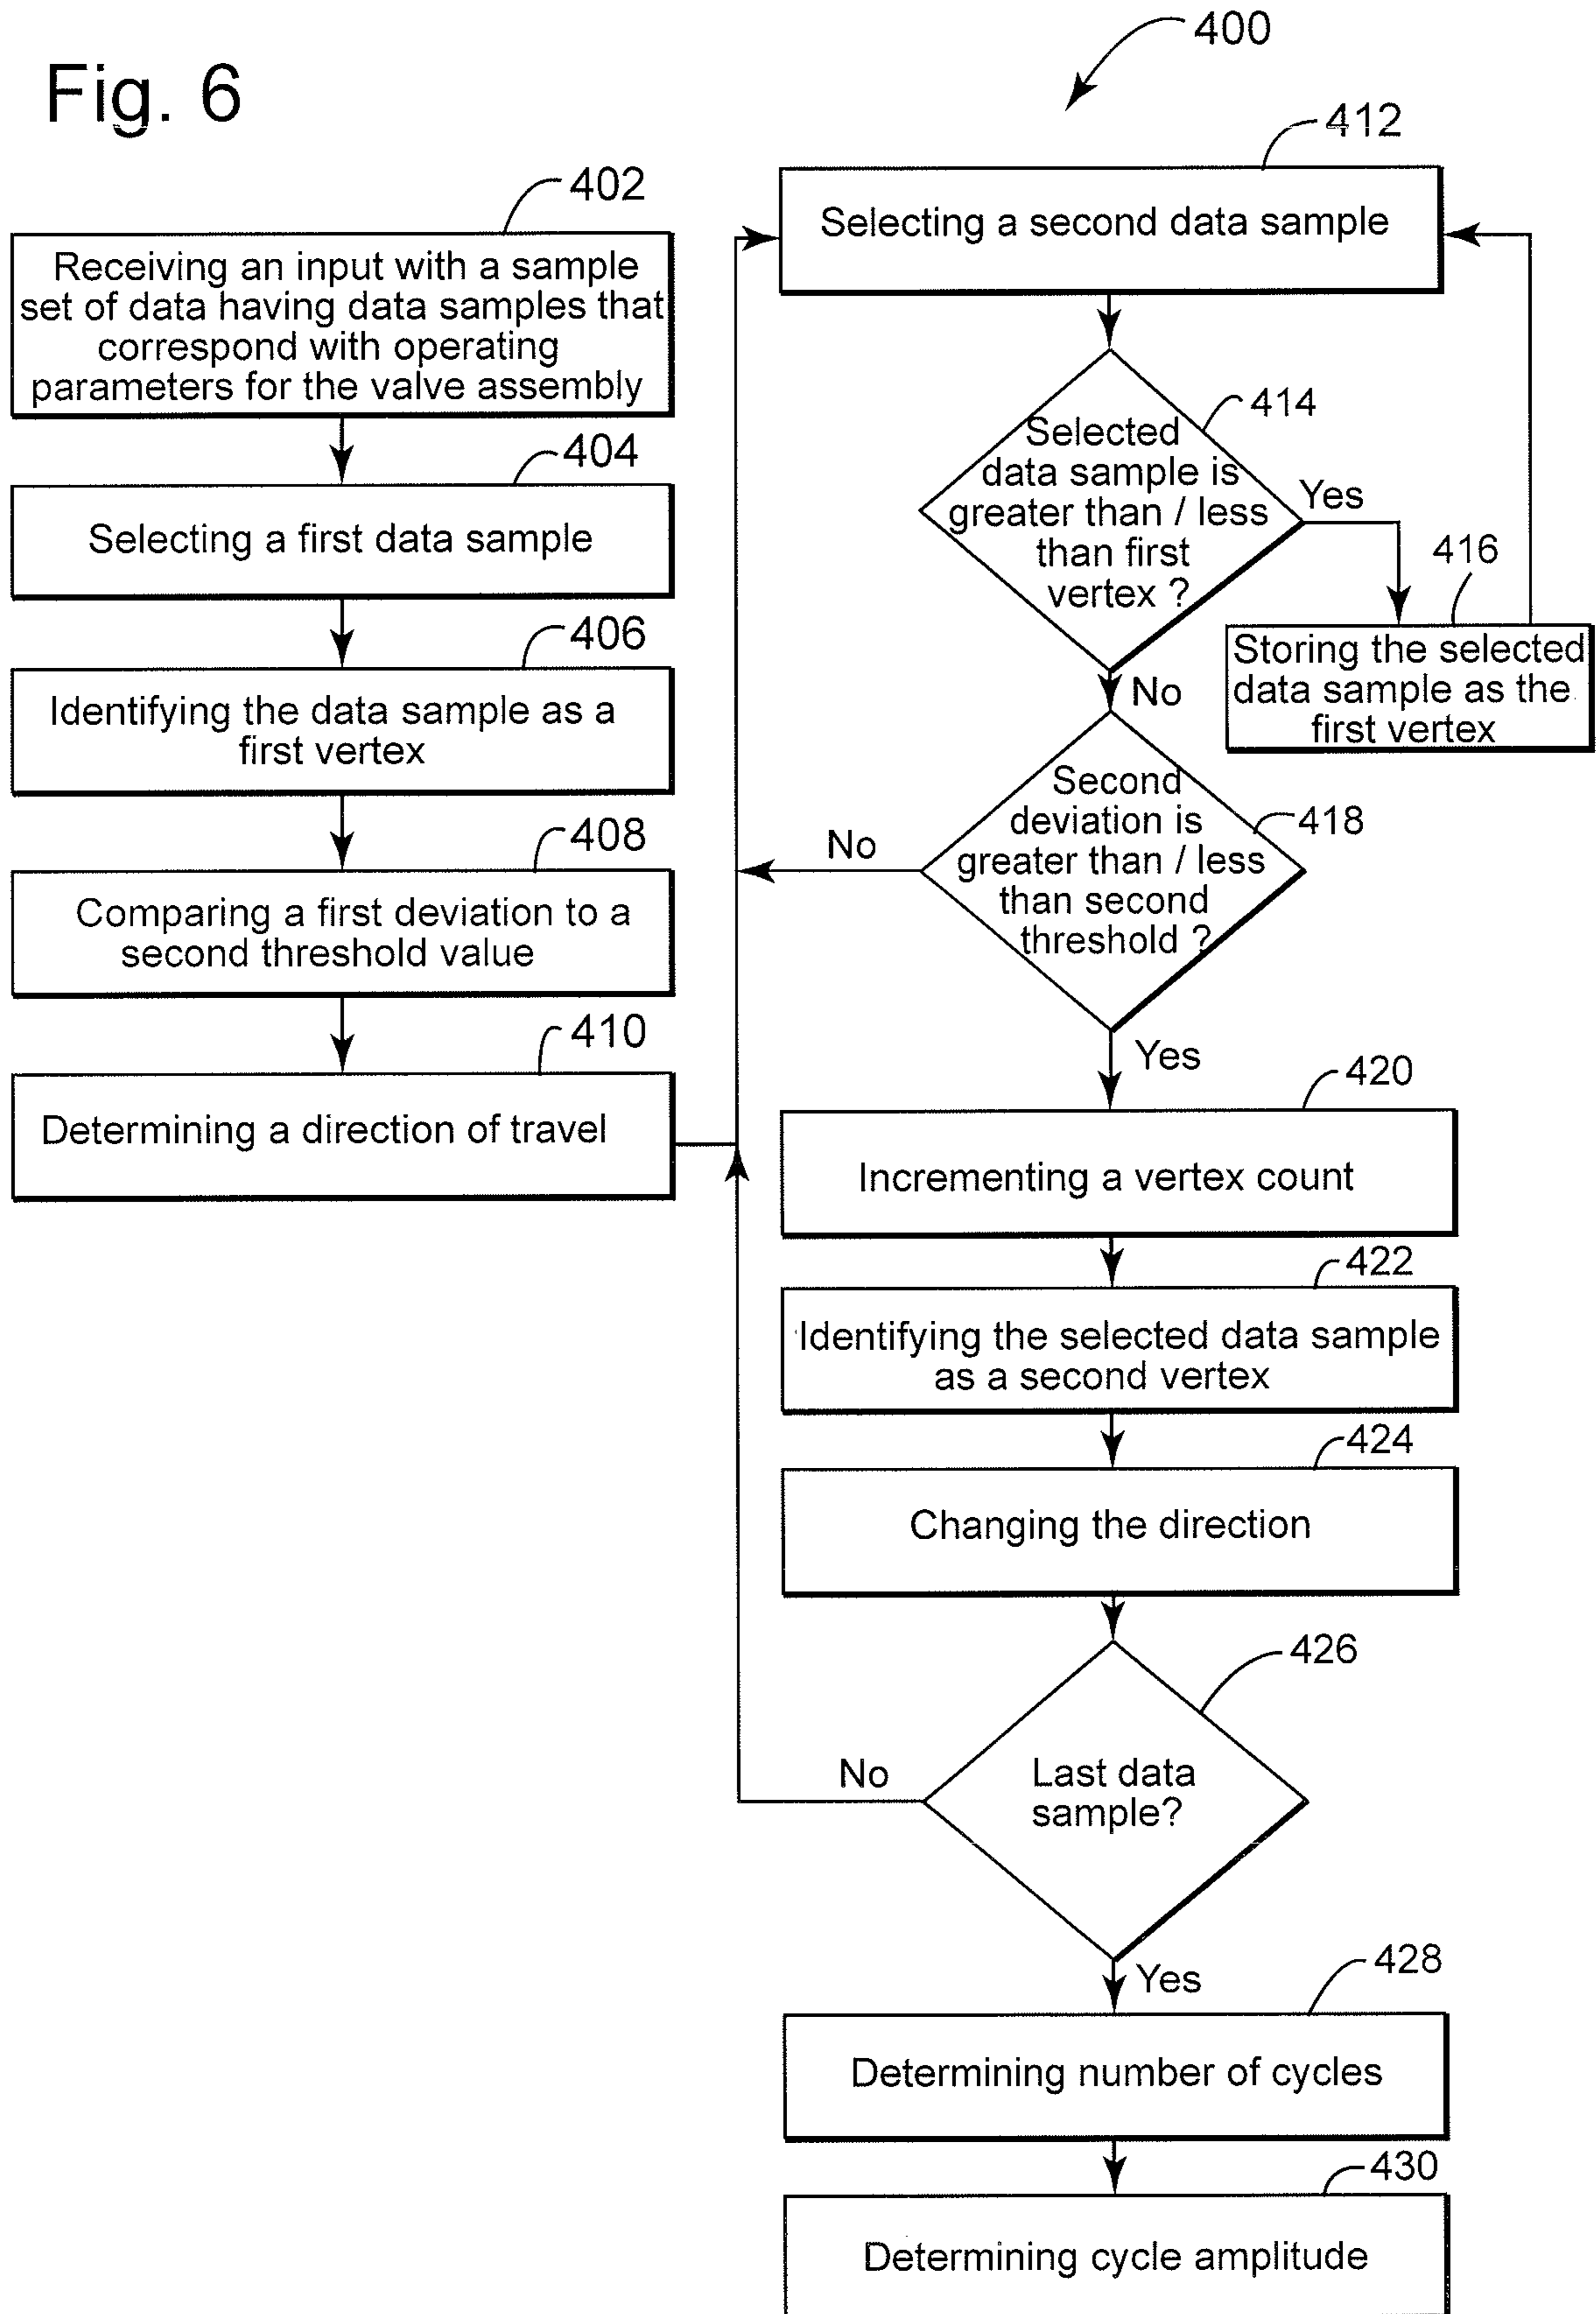 Fig. 6
400
402
Receiving an input with a sample
set of data having data samples that
correspond with operating
parameters for the valve assembly
404
Selecting a first data sample
406
Identifying the data sample as a
first vertex
408
Comparing a first deviation to a
second threshold value
410
Determining a direction of travel
412
Selecting a second data sample
414
Selected
data sample is
greater than / less
than first
vertex ?
Yes
416
Storing the selected
data sample as the
first vertex
No
418
Second
deviation is
greater than / less
than second
threshold ?
No
Yes
420
Incrementing a vertex count
422
Identifying the selected data sample
as a second vertex
424
Changing the direction
426
Last data
sample?
No
Yes
428
Determining number of cycles
430
Determining cycle amplitude